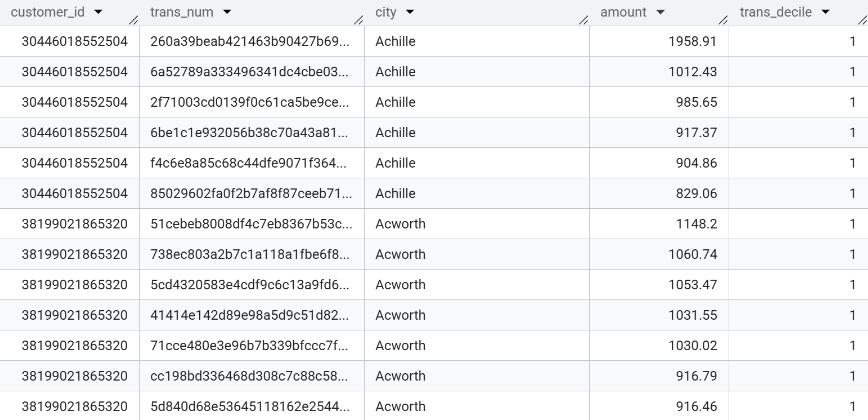 customer_id trans_num city amount trans_decile
30446018552504 260a39beab421463b90427b69... Achille 1958.91 1
30446018552504 6a52789a333496341dc4cbe03... Achille 1012.43 1
30446018552504 2f71003cd0139f0c61ca5be9ce... Achille 985.65 1
30446018552504 6be1c1e932056b38c70a43a81... Achille 917.37 1
30446018552504 f4c6e8a85c68c44dfe9071f364... Achille 904.86 1
30446018552504 85029602fa0f2b7af8f87ceeb71... Achille 829.06 1
38199021865320 51cebeb8008df4c7eb8367b53c... Acworth 1148.2 1
38199021865320 738ec803a2b7c1a118a1fbe6f8... Acworth 1060.74 1
38199021865320 5cd4320583e4cdf9c6c13a9fd6... Acworth 1053.47 1
38199021865320 41414e142d89e98a5d9c51d82... Acworth 1031.55 1
38199021865320 71cce480e3e96b7b339bfccc7f... Acworth 1030.02 1
38199021865320 cc198bd336468d308c7c88c58... Acworth 916.79 1
38199021865320 5d840d68e53645118162e2544... Acworth 916.46 1